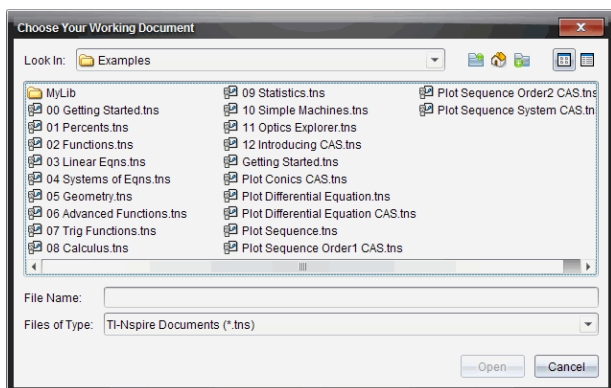 Choose Your Working Document
Look In: Examples
MyLib
00 Getting Started.tns
01 Percents.tns
02 Functions.tns
03 Linear Eqns.tns
04 Systems of Eqns.tns
05 Geometry.tns
06 Advanced Functions.tns
07 Trig Functions.tns
08 Calculus.tns
09 Statistics.tns
10 Simple Machines.tns
11 Optics Explorer.tns
12 Introducing CAS.tns
Getting Started.tns
Plot Conics CAS.tns
Plot Differential Equation.tns
Plot Differential Equation CAS.tns
Plot Sequence.tns
Plot Sequence Order1 CAS.tns
Plot Sequence Order2 CAS.tns
Plot Sequence System CAS.tn
File Name:
Files of Type: TI-Nspire Documents (*.tns)
Open Cancel